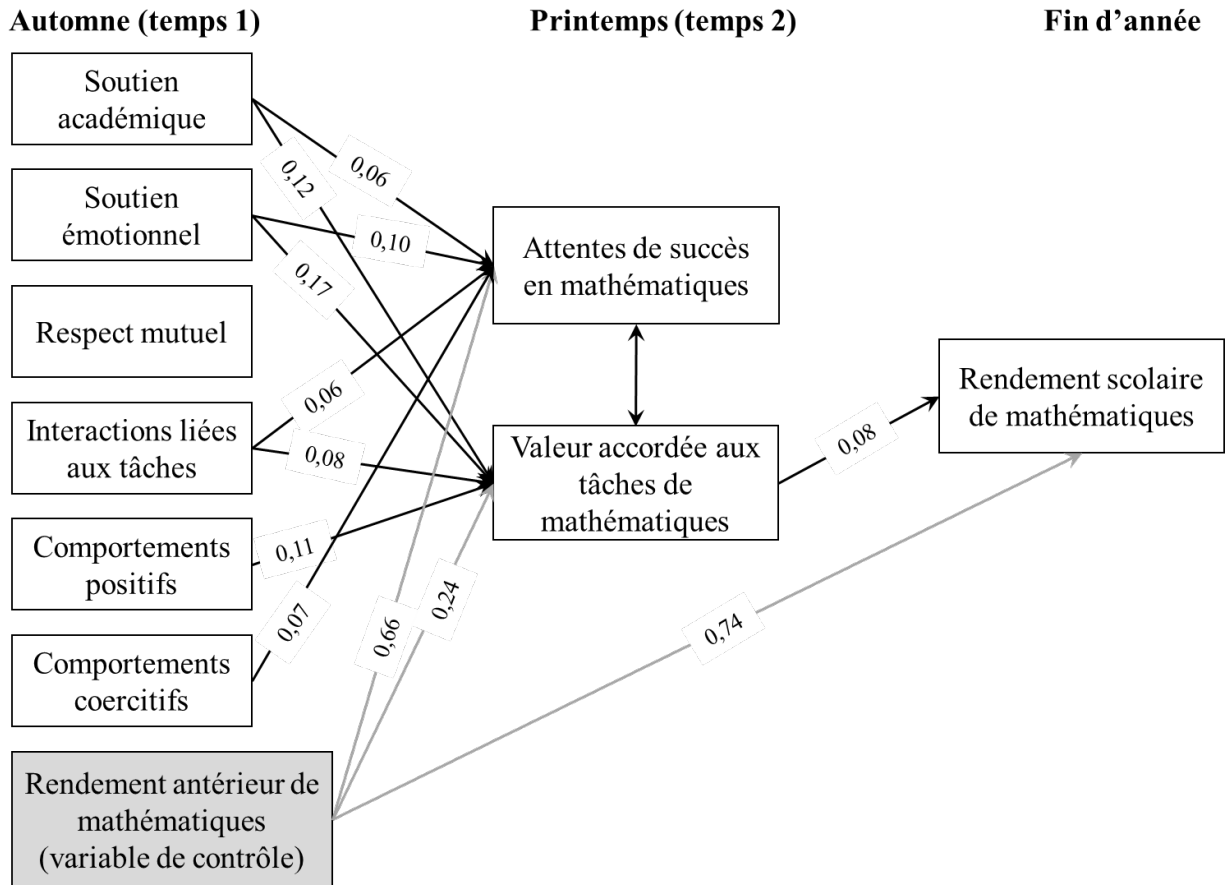 Automne (temps 1)
Printemps (temps 2)
Fin d’année
Soutien
académique
Soutien
émotionnel
Respect mutuel
Interactions liées
aux tâches
Comportements
positifs
Comportements
coercitifs
Rendement antérieur de
mathématiques
(variable de contrôle)
0,06
0,12
0,10
0,17
0,06
0,08
0,11
0,07
0,66
0,24
Attentes de succès
en mathématiques
Valeur accordée aux
tâches de
mathématiques
0,08
0,74
Rendement scolaire
de mathématiques